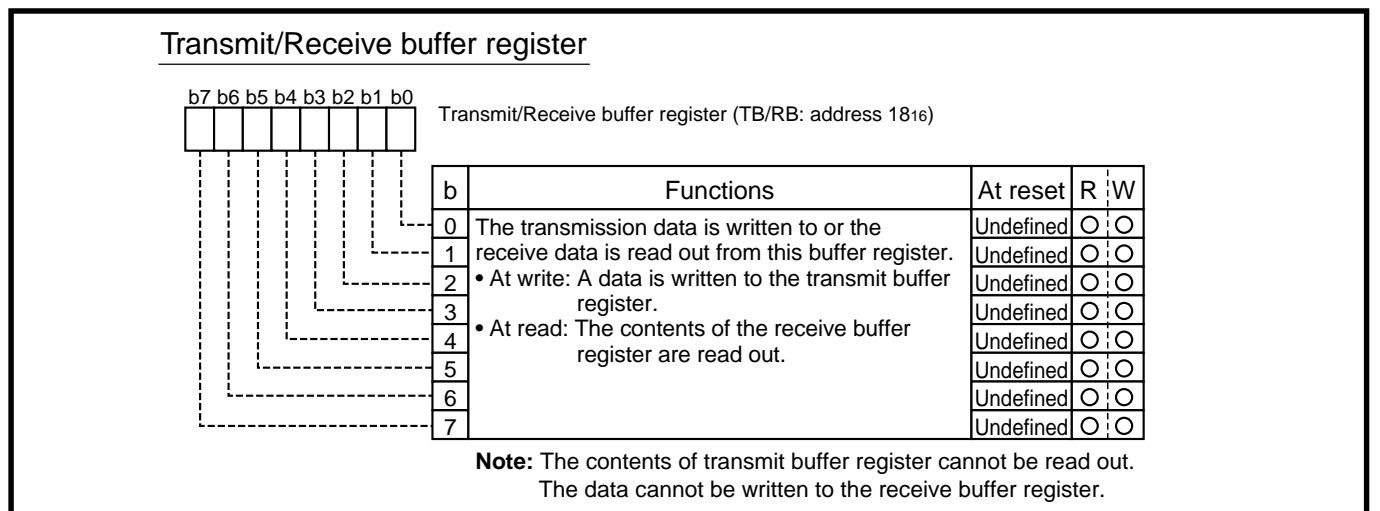 Transmit/Receive buffer register
b7 b6 b5 b4 b3 b2 b1 b0
Transmit/Receive buffer register (TB/RB: address 1816)
b Functions At reset R W
0 The transmission data is written to or the Undefined O O
1 receive data is read out from this buffer register. Undefined O O
2 • At write: A data is written to the transmit buffer Undefined O O
3 register. Undefined O O
4 • At read: The contents of the receive buffer Undefined O O
5 register are read out. Undefined O O
6 Undefined O O
7 Undefined O O
Note: The contents of transmit buffer register cannot be read out.
The data cannot be written to the receive buffer register.